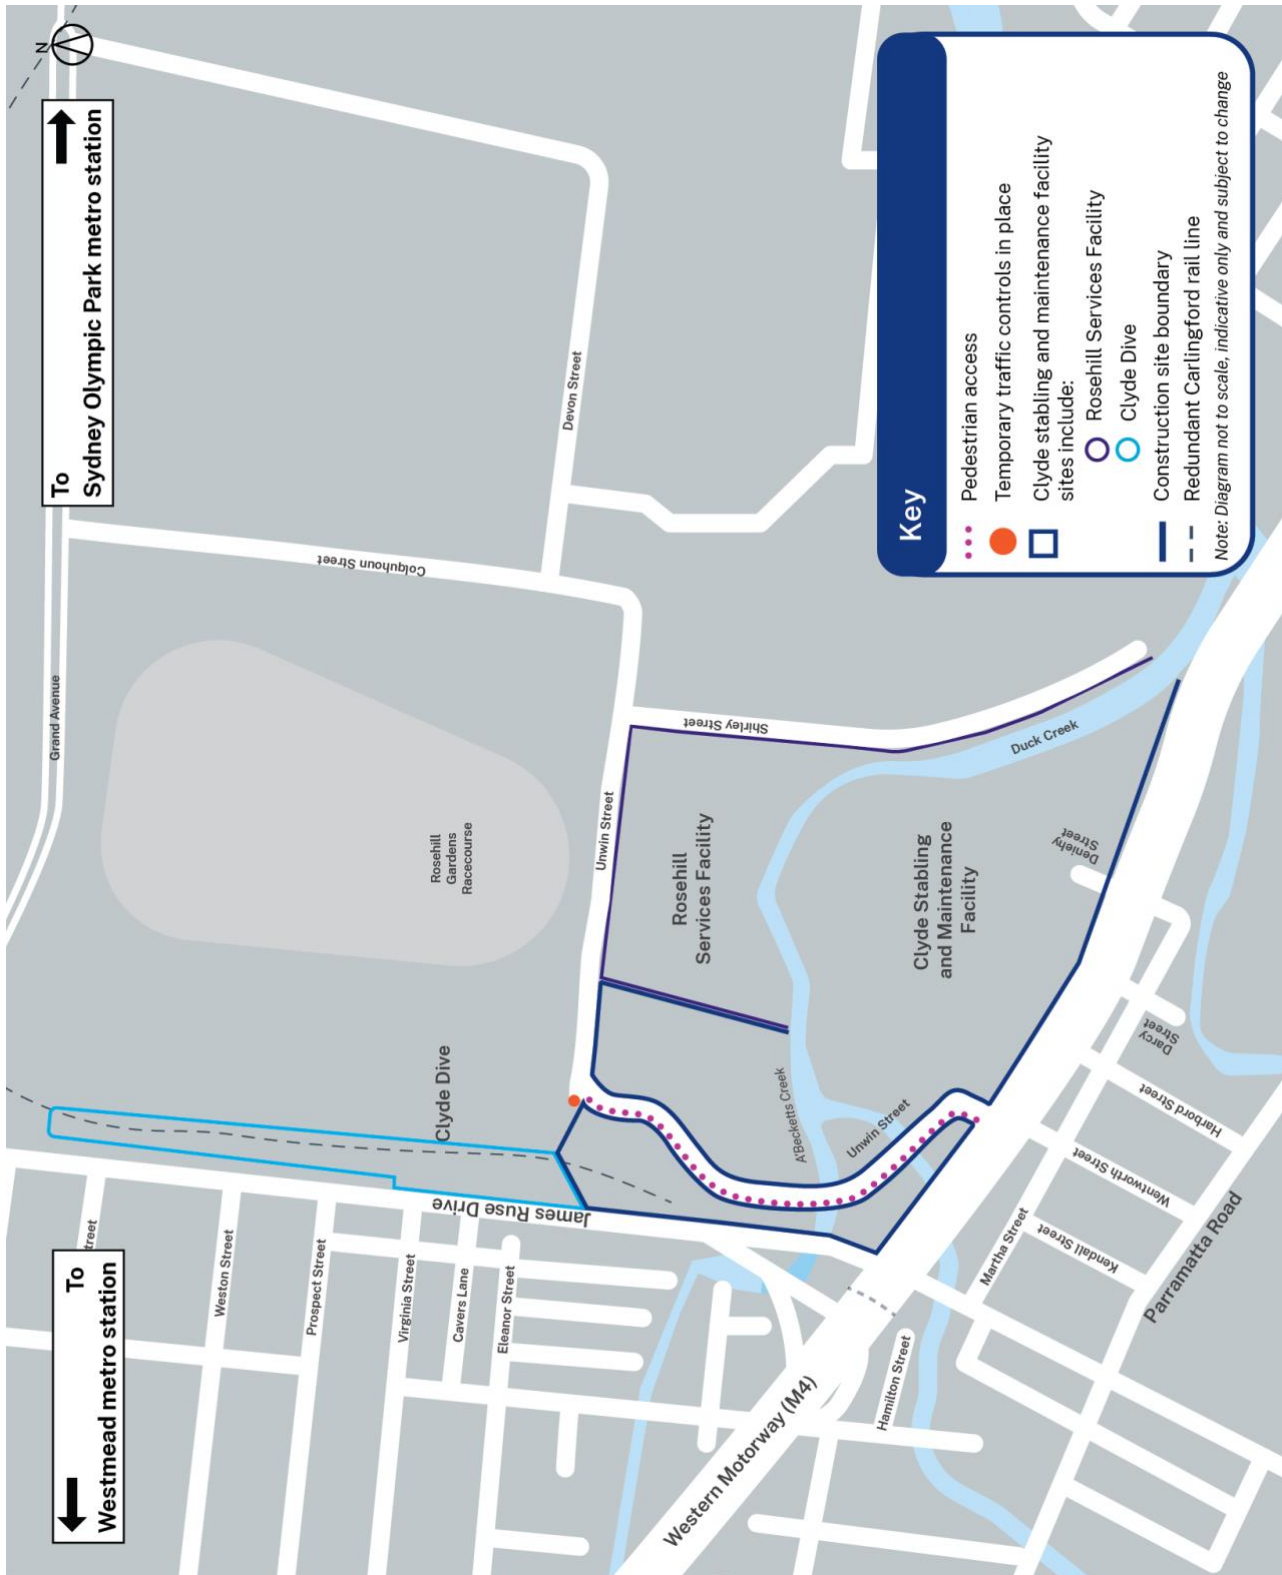 To
Westmead metro station
To
Sydney Olympic Park metro station
N
Grand Avenue
treet
Weston Street
Prospect Street
Virginia Street
Cavers Lane
Eleanor Street
James Ruse Drive
Clyde Dive
Rosehill
Gardens
Racecourse
Colquhoun Street
Devon Street
Unwin Street
Shirley Street
Rosehill
Services Facility
A'Becketts Creek
Duck Creek
Unwin Street
Clyde Stabling
and Maintenance
Facility
Deniehy
Street
Western Motorway (M4)
Hamilton Street
Martha Street
Kendall Street
Wentworth Street
Harbord Street
Darcy
Street
Parramatta Road
Key
Pedestrian access
Temporary traffic controls in place
Clyde stabling and maintenance facility
sites include:
Rosehill Services Facility
Clyde Dive
Construction site boundary
Redundant Carlingford rail line
Note: Diagram not to scale, indicative only and subject to change